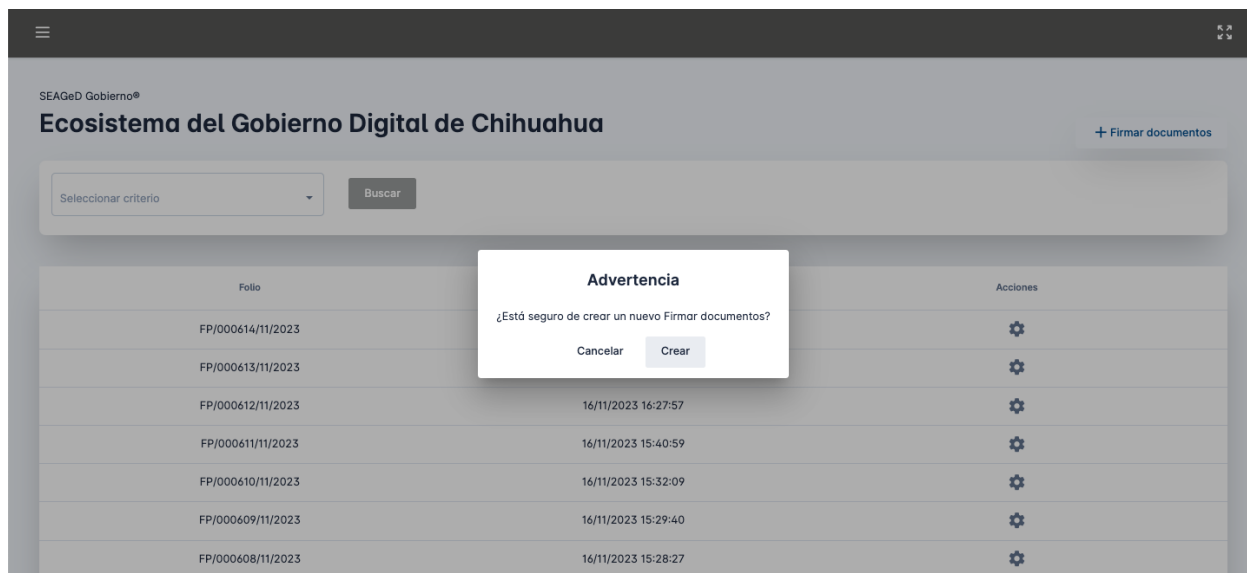 SEAGeD Gobierno®
Ecosistema del Gobierno Digital de Chihuahua
+ Firmar documentos
Seleccionar criterio
Buscar
Advertencia
¿Está seguro de crear un nuevo Firmar documentos?
Cancelar Crear
Folio Acciones
FP/000614/11/2023
FP/000613/11/2023
FP/000612/11/2023 16/11/2023 16:27:57
FP/000611/11/2023 16/11/2023 15:40:59
FP/000610/11/2023 16/11/2023 15:32:09
FP/000609/11/2023 16/11/2023 15:29:40
FP/000608/11/2023 16/11/2023 15:28:27